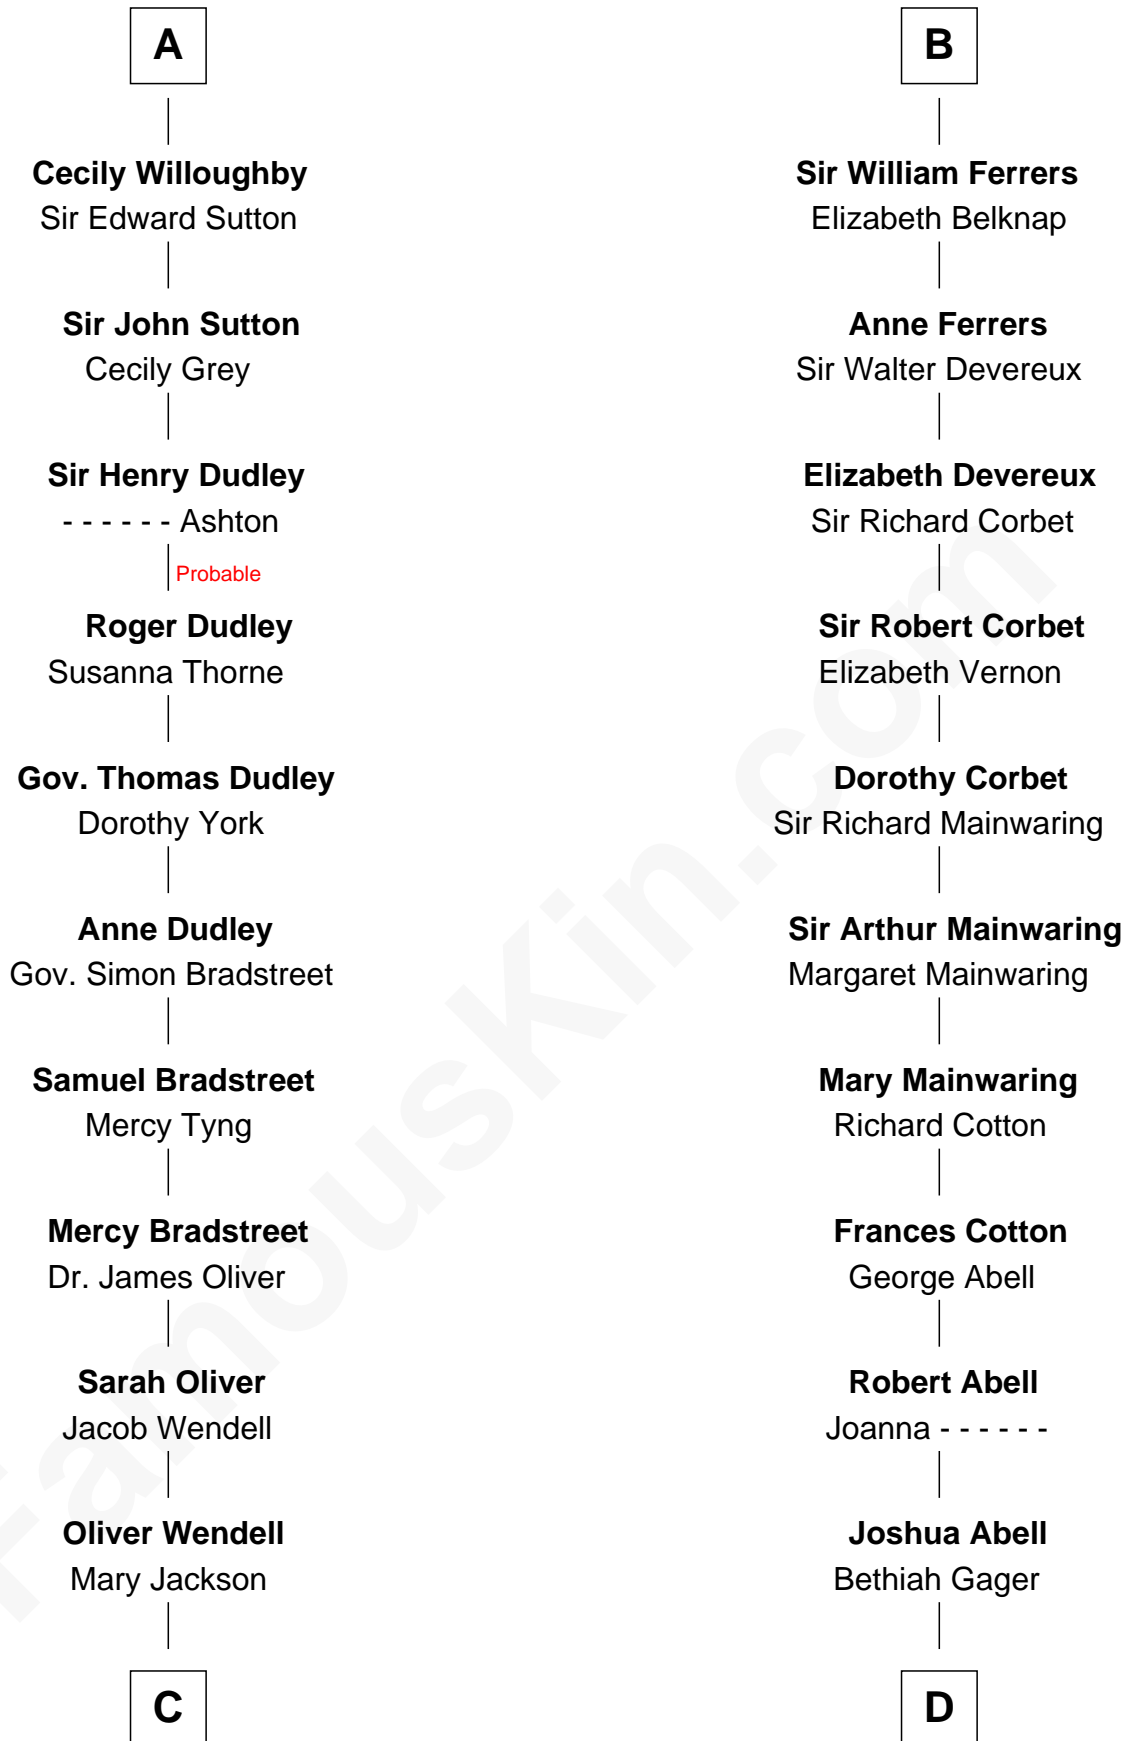 A
Cecily Willoughby
Sir Edward Sutton
Sir John Sutton
Cecily Grey
Sir Henry Dudley
- - - - - - Ashton
Probable
Roger Dudley
Susanna Thorne
Gov. Thomas Dudley
Dorothy York
Anne Dudley
Gov. Simon Bradstreet
Samuel Bradstreet
Mercy Tyng
Mercy Bradstreet
Dr. James Oliver
Sarah Oliver
Jacob Wendell
Oliver Wendell
Mary Jackson
C
B
Sir William Ferrers
Elizabeth Belknap
Anne Ferrers
Sir Walter Devereux
Elizabeth Devereux
Sir Richard Corbet
Sir Robert Corbet
Elizabeth Vernon
Dorothy Corbet
Sir Richard Mainwaring
Sir Arthur Mainwaring
Margaret Mainwaring
Mary Mainwaring
Richard Cotton
Frances Cotton
George Abell
Robert Abell
Joanna - - - - - -
Joshua Abell
Bethiah Gager
D
FamousKin.com